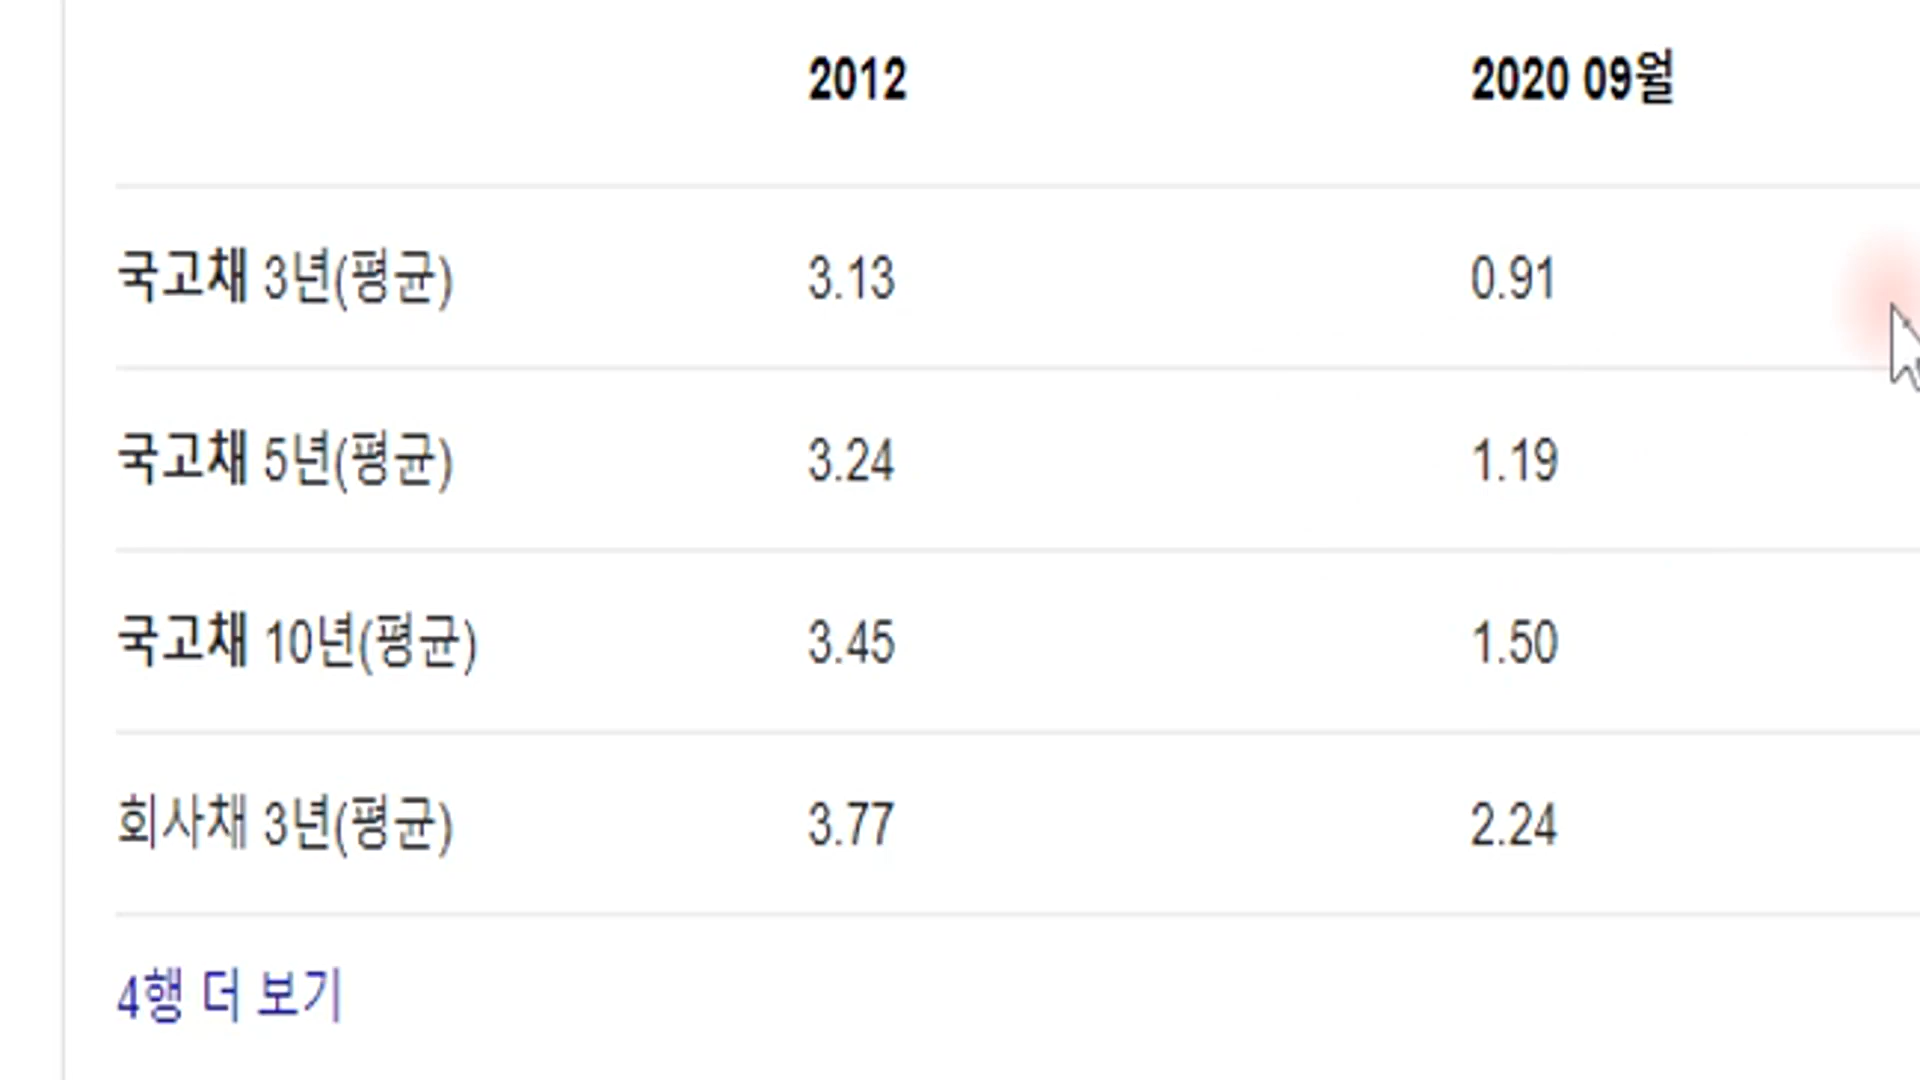 2012 2020 09월
국고채 3년(평균) 3.13 0.91
국고채 5년(평균) 3.24 1.19
국고채 10년(평균) 3.45 1.50
회사채 3년(평균) 3.77 2.24
4행 더 보기